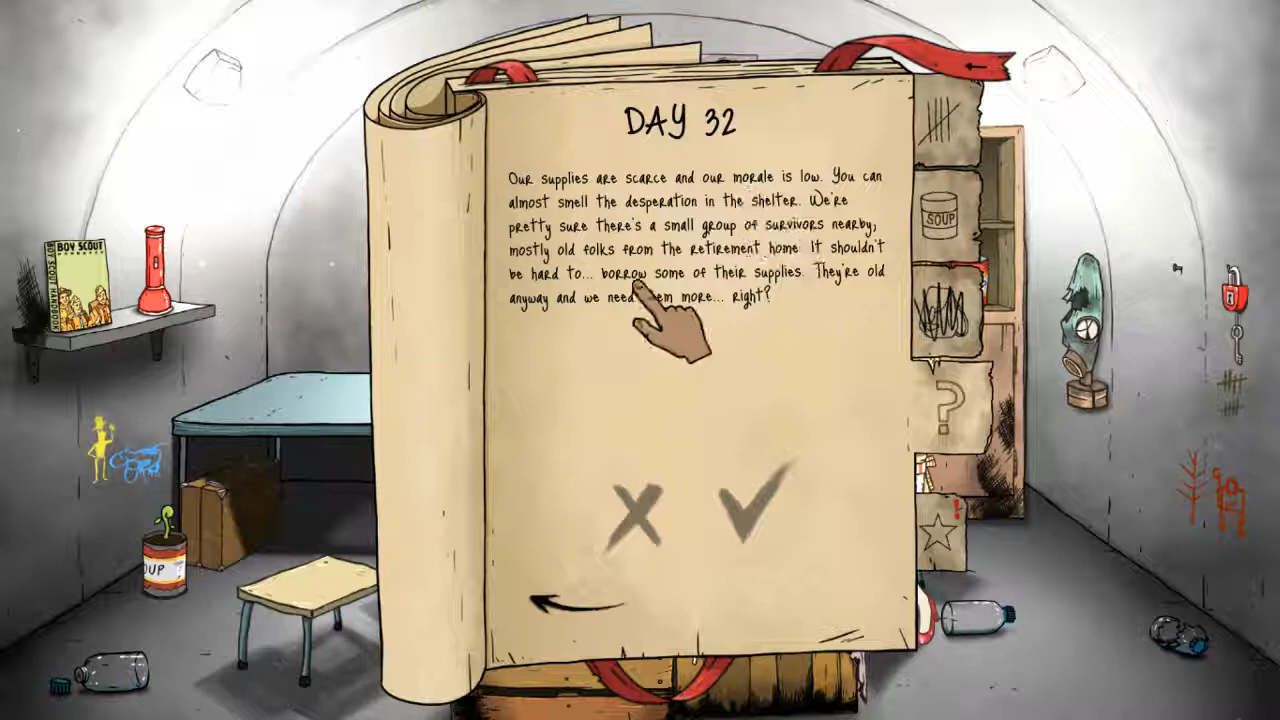 DAY 32
Our supplies are scarce and our morale is low. You can
almost smell the desperation in the shelter. We're
pretty sure there's a small group of survivors nearby,
mostly old folks from the retirement home. It shouldn't
be hard to... borrow some of their supplies. They're old
anyway and we need more... right?
BOY SCOUT
BOY SCOUT HANDBOOK
SOUP
OUP